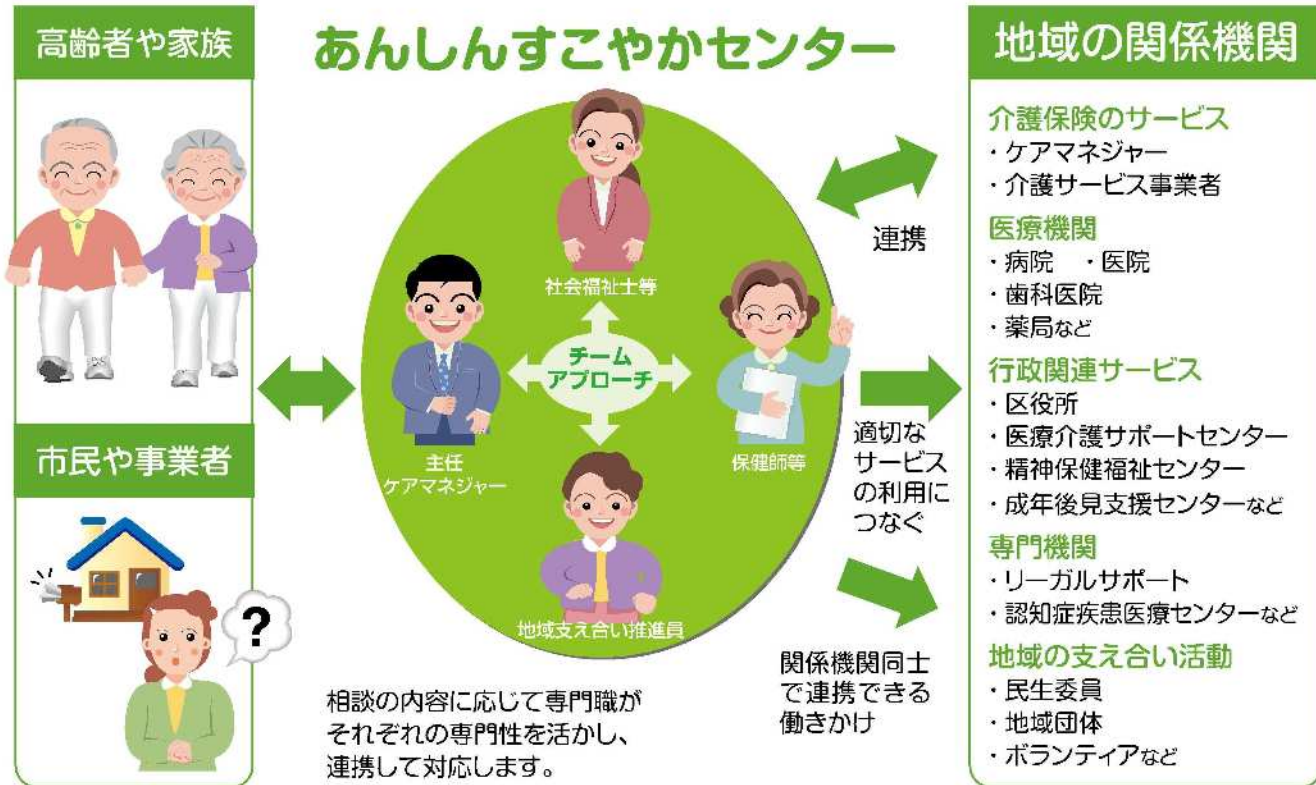 高齢者や家族
市民や事業者
?
あんしんすこやかセンター
社会福祉士等
チーム
アプローチ
主任
ケアマネジャー
保健師等
地域支え合い推進員
相談の内容に応じて専門職が
それぞれの専門性を活かし、
連携して対応します。
連携
適切な
サービス
の利用に
つなぐ
関係機関同士
で連携できる
働きかけ
地域の関係機関
介護保険のサービス
・ケアマネジャー
・介護サービス事業者
医療機関
・病院 ・医院
・歯科医院
・薬局など
行政関連サービス
・区役所
・医療介護サポートセンター
・精神保健福祉センター
・成年後見支援センターなど
専門機関
・リーガルサポート
・認知症疾患医療センターなど
地域の支え合い活動
・民生委員
・地域団体
・ボランティアなど